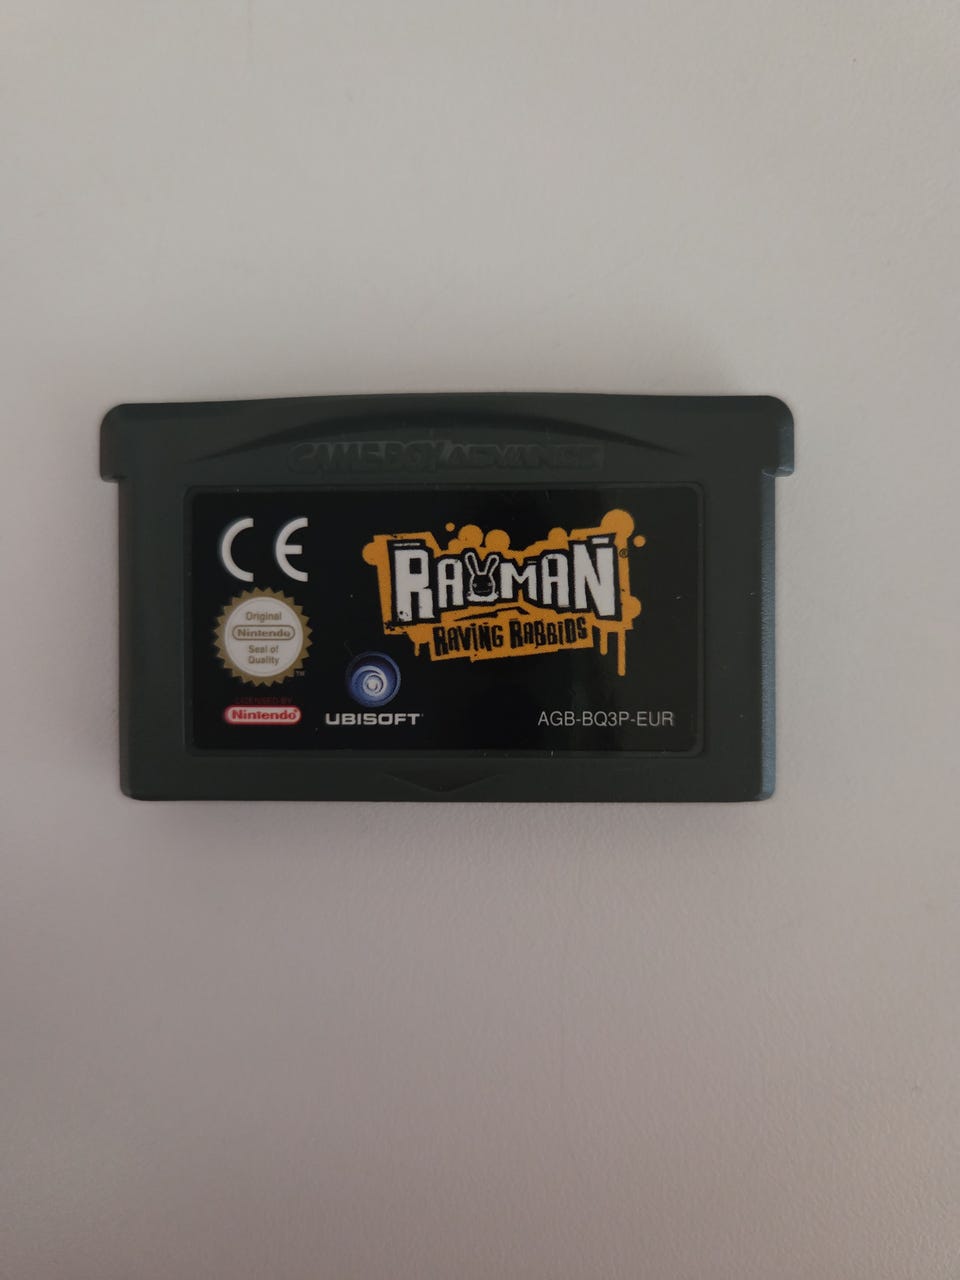 GAME BOY ADVANCE
CE
RAYMAN®
RAVING RABBIDS
Original
Nintendo
Seal of
Quality
TM
LICENSED BY
Nintendo®
UBISOFT
AGB-BQ3P-EUR